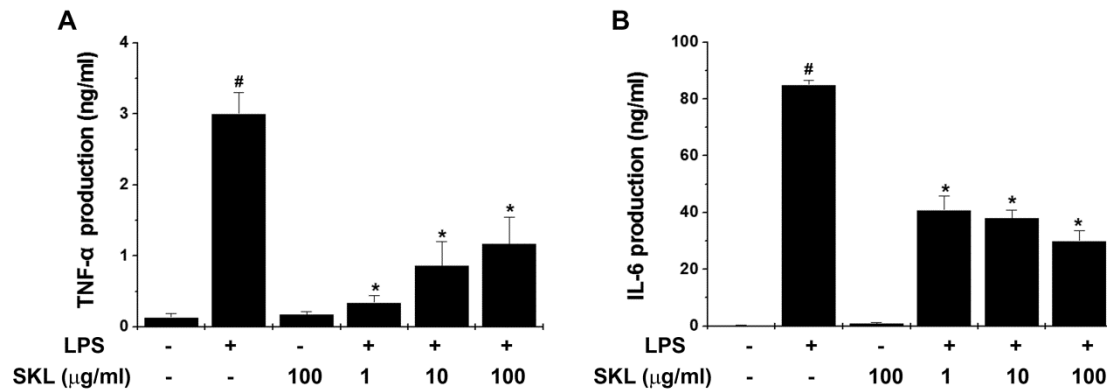 A
TNF-α production (ng/ml)
4
3
2
1
0
#
*
*
*
LPS - + - + + +
SKL (μg/ml) - - 100 1 10 100
B
IL-6 production (ng/ml)
100
80
60
40
20
0
#
*
*
*
LPS - + - + + +
SKL (μg/ml) - - 100 1 10 100